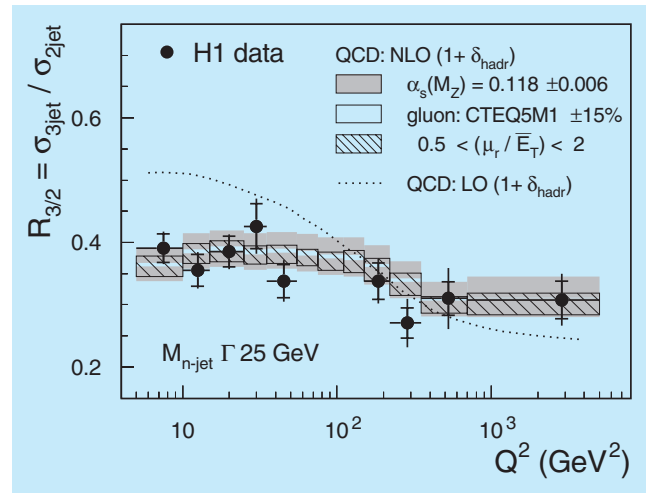 H1 data
QCD: NLO (1+ δhadr)
αs(MZ) = 0.118 ±0.006
gluon: CTEQ5M1 ±15%
0.5 < (μr / E̅T) < 2
QCD: LO (1+ δhadr)
R3/2 = σ3jet / σ2jet
0.6
0.4
0.2
Mn-jet Γ 25 GeV
10
10²
10³
Q² (GeV²)